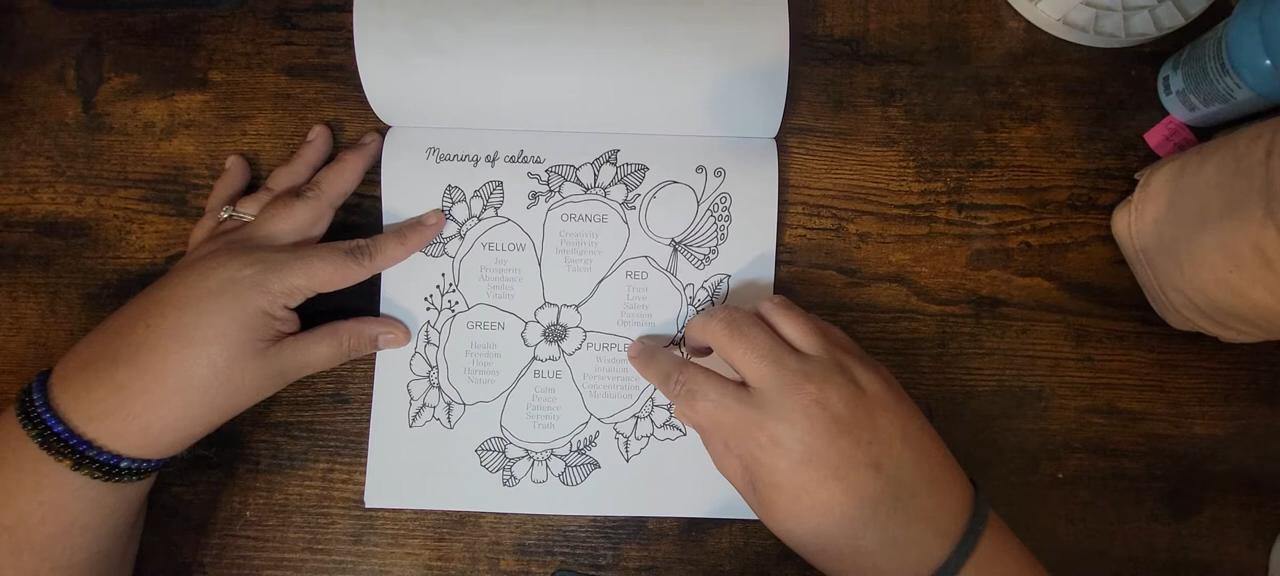 Meaning of colors
ORANGE
Creativity
Positivity
Intelligence
Energy
Talent
YELLOW
Joy
Prosperity
Abundance
Smiles
Vitality
RED
Trust
Love
Safety
Passion
Optimism
GREEN
Health
Freedom
Hope
Harmony
Nature
PURPLE
Wisdom
Intuition
Perseverance
Concentration
Meditation
BLUE
Calm
Peace
Patience
Serenity
Truth